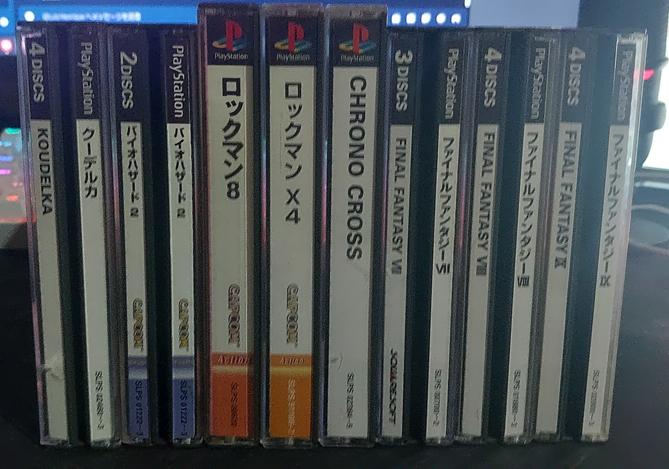 4 DISCS
KOUDELKA
PlayStation
クーデルカ
2 DISCS
バイオハザード2
CAPCOM
PlayStation
バイオハザード2
CAPCOM
PlayStation
ロックマン8
CAPCOM
Action
PlayStation
ロックマン X4
CAPCOM
Action
PlayStation
CHRONO CROSS
3 DISCS
FINAL FANTASY VII
SQUARESOFT
PlayStation
ファイナルファンタジーVII
4 DISCS
FINAL FANTASY VIII
PlayStation
ファイナルファンタジーVIII
4 DISCS
FINAL FANTASY IX
PlayStation
ファイナルファンタジーIX